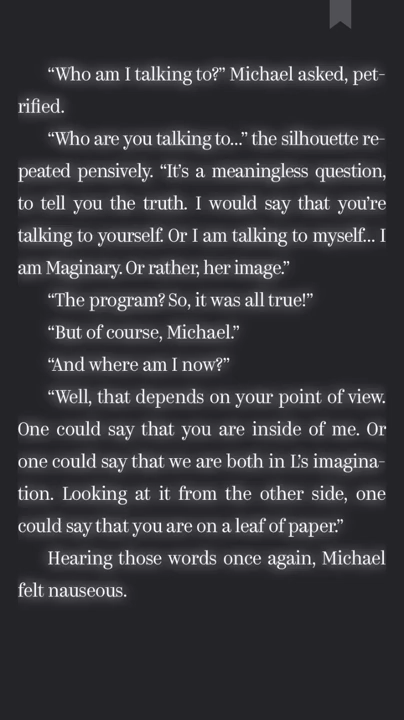 “Who am I talking to?” Michael asked, pet-
rified.
“Who are you talking to...” the silhouette re-
peated pensively. “It’s a meaningless question,
to tell you the truth. I would say that you’re
talking to yourself. Or I am talking to myself... I
am Maginary. Or rather, her image.”
“The program? So, it was all true!”
“But of course, Michael.”
“And where am I now?”
“Well, that depends on your point of view.
One could say that you are inside of me. Or
one could say that we are both in L’s imagina-
tion. Looking at it from the other side, one
could say that you are on a leaf of paper.”
Hearing those words once again, Michael
felt nauseous.